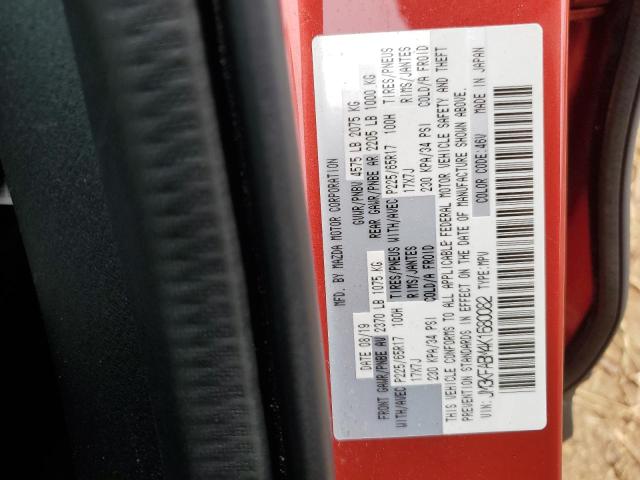 MFD. BY MAZDA MOTOR CORPORATION
DATE 08/19 GVWR/PNBV 4575 LB 2075 KG
FRONT GAWR/PNBE AV 2370 LB 1075 KG REAR GAWR/PNBE AR 2205 LB 1000 KG
WITH/AVEC P225/65R17 100H TIRES/PNEUS WITH/AVEC P225/65R17 100H TIRES/PNEUS
17X7J RIMS/JANTES 17X7J RIMS/JANTES
230 KPA/34 PSI COLD/A FROID 230 KPA/34 PSI COLD/A FROID
THIS VEHICLE CONFORMS TO ALL APPLICABLE FEDERAL MOTOR VEHICLE SAFETY AND THEFT
PREVENTION STANDARDS IN EFFECT ON THE DATE OF MANUFACTURE SHOWN ABOVE.
VIN: JM3KFABM4K1680032 TYPE: MPV COLOR CODE: 46V MADE IN JAPAN